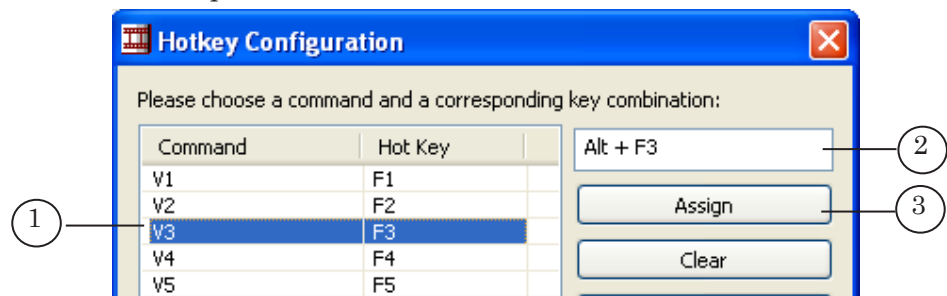 Hotkey Configuration
Please choose a command and a corresponding key combination:
Command Hot Key Alt + F3 2
V1 F1
V2 F2 Assign 3
1 V3 F3
V4 F4 Clear
V5 F5